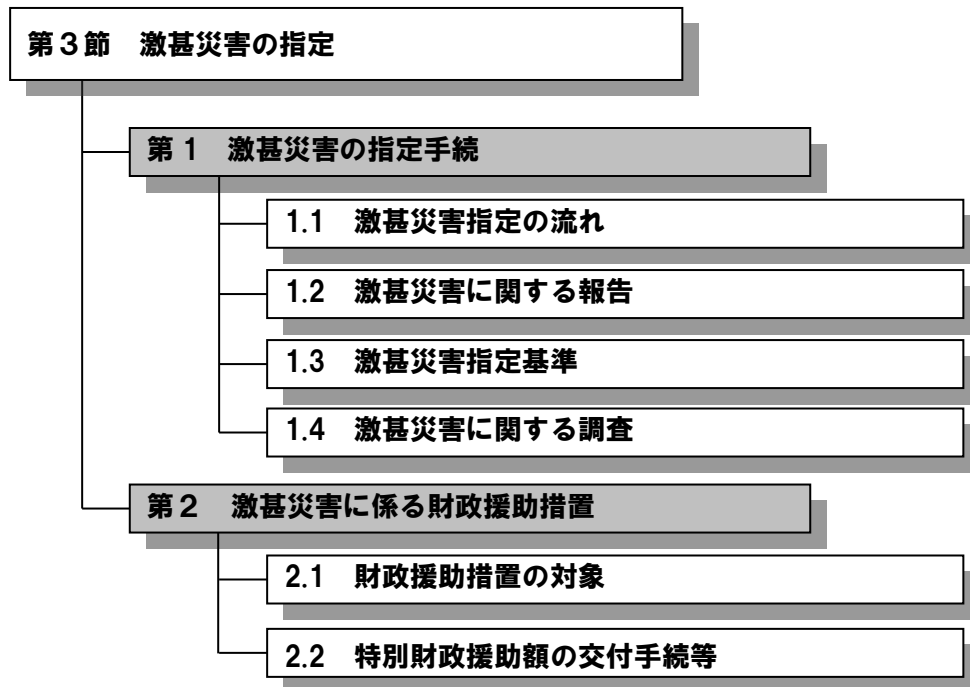 第３節　激甚災害の指定
第１　激甚災害の指定手続
1.1　激甚災害指定の流れ
1.2　激甚災害に関する報告
1.3　激甚災害指定基準
1.4　激甚災害に関する調査
第２　激甚災害に係る財政援助措置
2.1　財政援助措置の対象
2.2　特別財政援助額の交付手続等